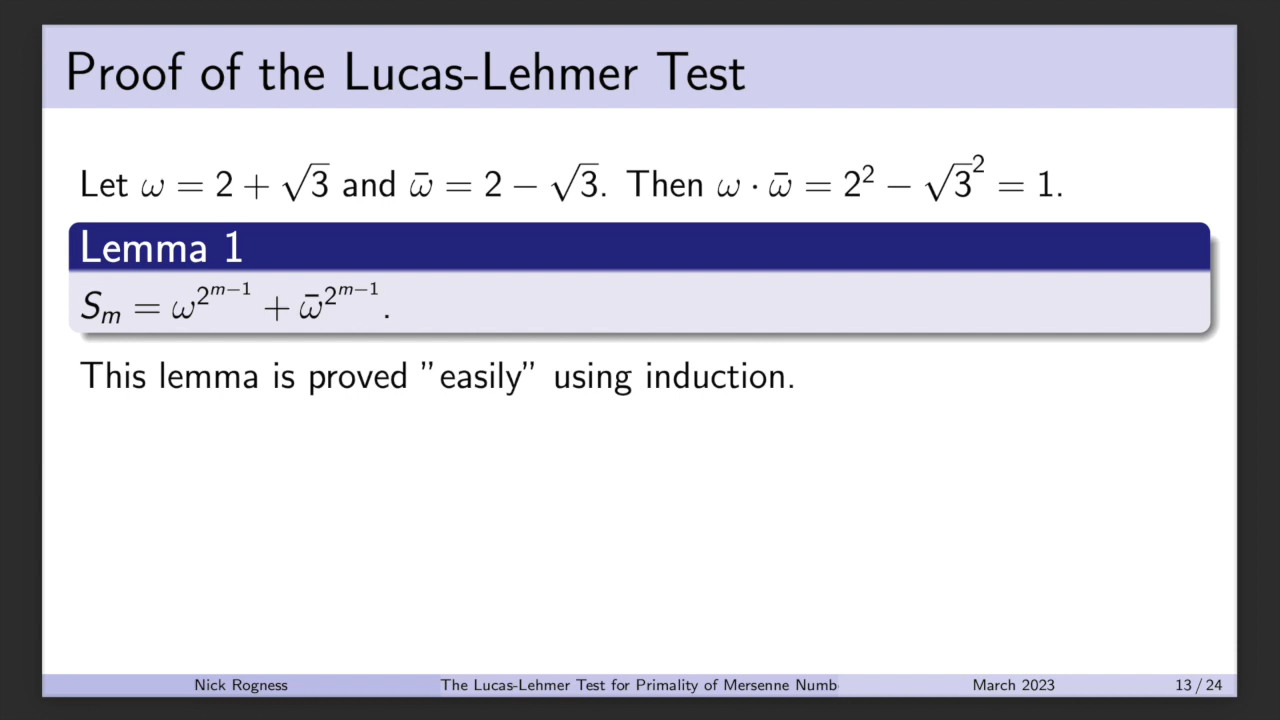 Proof of the Lucas-Lehmer Test
Let ω = 2 + √3 and ω̄ = 2 − √3. Then ω · ω̄ = 2² − √3² = 1.
Lemma 1
Sₘ = ω^{2^{m−1}} + ω̄^{2^{m−1}}.
This lemma is proved ”easily” using induction.
Nick Rogness The Lucas-Lehmer Test for Primality of Mersenne Numb March 2023 13 / 24